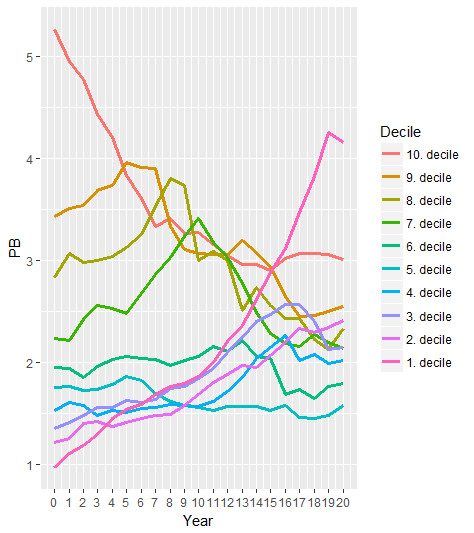 5
4
3
2
1
PB
0 1 2 3 4 5 6 7 8 9 10 11 12 13 14 15 16 17 18 19 20
Year
Decile
10. decile
9. decile
8. decile
7. decile
6. decile
5. decile
4. decile
3. decile
2. decile
1. decile